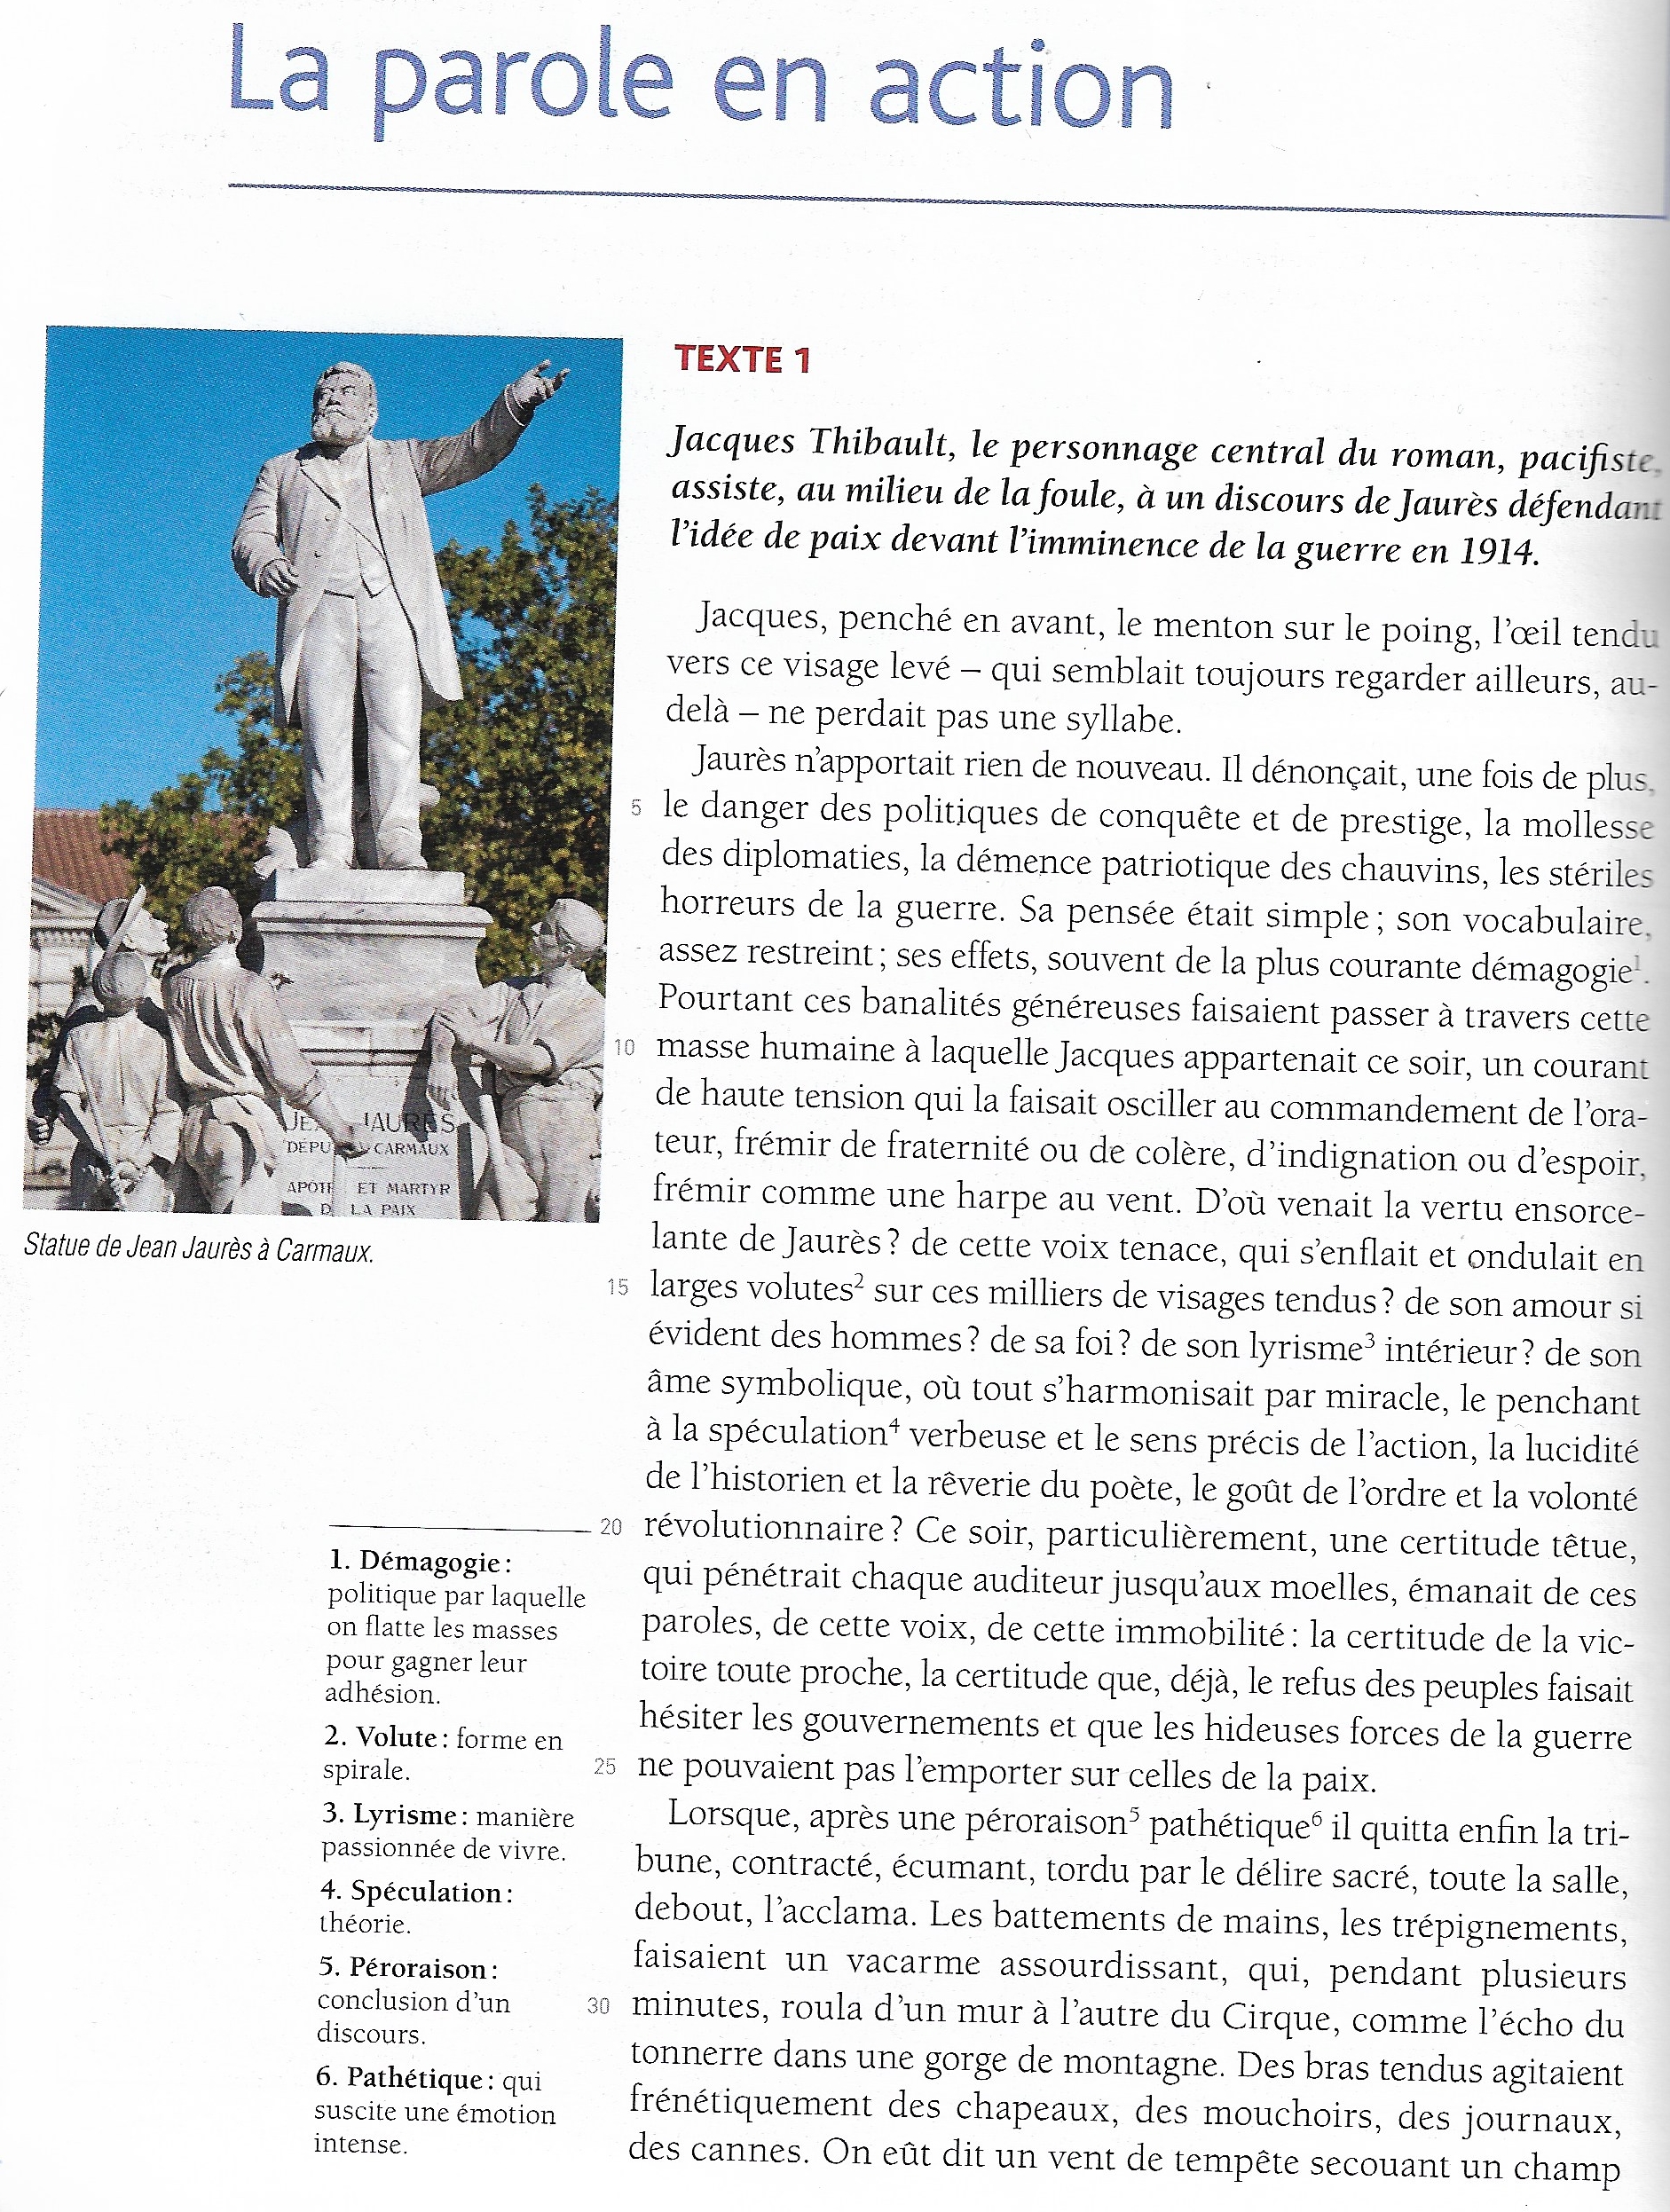 La parole en action
TEXTE 1
Jacques Thibault, le personnage central du roman, pacifiste,
assiste, au milieu de la foule, à un discours de Jaurès défendant
l'idée de paix devant l'imminence de la guerre en 1914.
Jacques, penché en avant, le menton sur le poing, l'œil tendu
vers ce visage levé – qui semblait toujours regarder ailleurs, au-
delà – ne perdait pas une syllabe.
Jaurès n'apportait rien de nouveau. Il dénonçait, une fois de plus,
5 le danger des politiques de conquête et de prestige, la mollesse
des diplomaties, la démence patriotique des chauvins, les stériles
horreurs de la guerre. Sa pensée était simple ; son vocabulaire,
assez restreint ; ses effets, souvent de la plus courante démagogie¹.
Pourtant ces banalités généreuses faisaient passer à travers cette
10 masse humaine à laquelle Jacques appartenait ce soir, un courant
de haute tension qui la faisait osciller au commandement de l'ora-
teur, frémir de fraternité ou de colère, d'indignation ou d'espoir,
frémir comme une harpe au vent. D'où venait la vertu ensorce-
lante de Jaurès ? de cette voix tenace, qui s'enflait et ondulait en
15 larges volutes² sur ces milliers de visages tendus ? de son amour si
évident des hommes ? de sa foi ? de son lyrisme³ intérieur ? de son
âme symbolique, où tout s'harmonisait par miracle, le penchant
à la spéculation⁴ verbeuse et le sens précis de l'action, la lucidité
de l'historien et la rêverie du poète, le goût de l'ordre et la volonté
20 révolutionnaire ? Ce soir, particulièrement, une certitude têtue,
qui pénétrait chaque auditeur jusqu'aux moelles, émanait de ces
paroles, de cette voix, de cette immobilité : la certitude de la vic-
toire toute proche, la certitude que, déjà, le refus des peuples faisait
hésiter les gouvernements et que les hideuses forces de la guerre
25 ne pouvaient pas l'emporter sur celles de la paix.
Lorsque, après une péroraison⁵ pathétique⁶ il quitta enfin la tri-
bune, contracté, écumant, tordu par le délire sacré, toute la salle,
debout, l'acclama. Les battements de mains, les trépignements,
faisaient un vacarme assourdissant, qui, pendant plusieurs
30 minutes, roula d'un mur à l'autre du Cirque, comme l'écho du
tonnerre dans une gorge de montagne. Des bras tendus agitaient
frénétiquement des chapeaux, des mouchoirs, des journaux,
des cannes. On eût dit un vent de tempête secouant un champ
JAURES
CARMAUX
ET MARTYR
LA PAIX
Statue de Jean Jaurès à Carmaux.
1. Démagogie :
politique par laquelle
on flatte les masses
pour gagner leur
adhésion.
2. Volute : forme en
spirale.
3. Lyrisme : manière
passionnée de vivre.
4. Spéculation :
théorie.
5. Péroraison :
conclusion d'un
discours.
6. Pathétique : qui
suscite une émotion
intense.